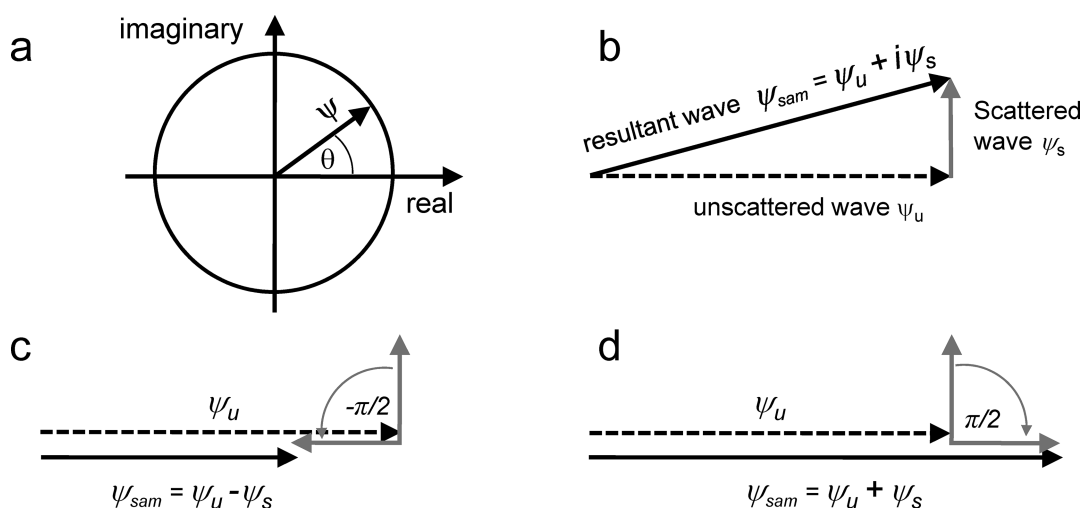 a
imaginary
ψ
θ
real
b
resultant wave ψsam = ψu + iψs
Scattered
wave ψs
unscattered wave ψu
c
ψu
-π/2
ψsam = ψu - ψs
d
ψu
π/2
ψsam = ψu + ψs